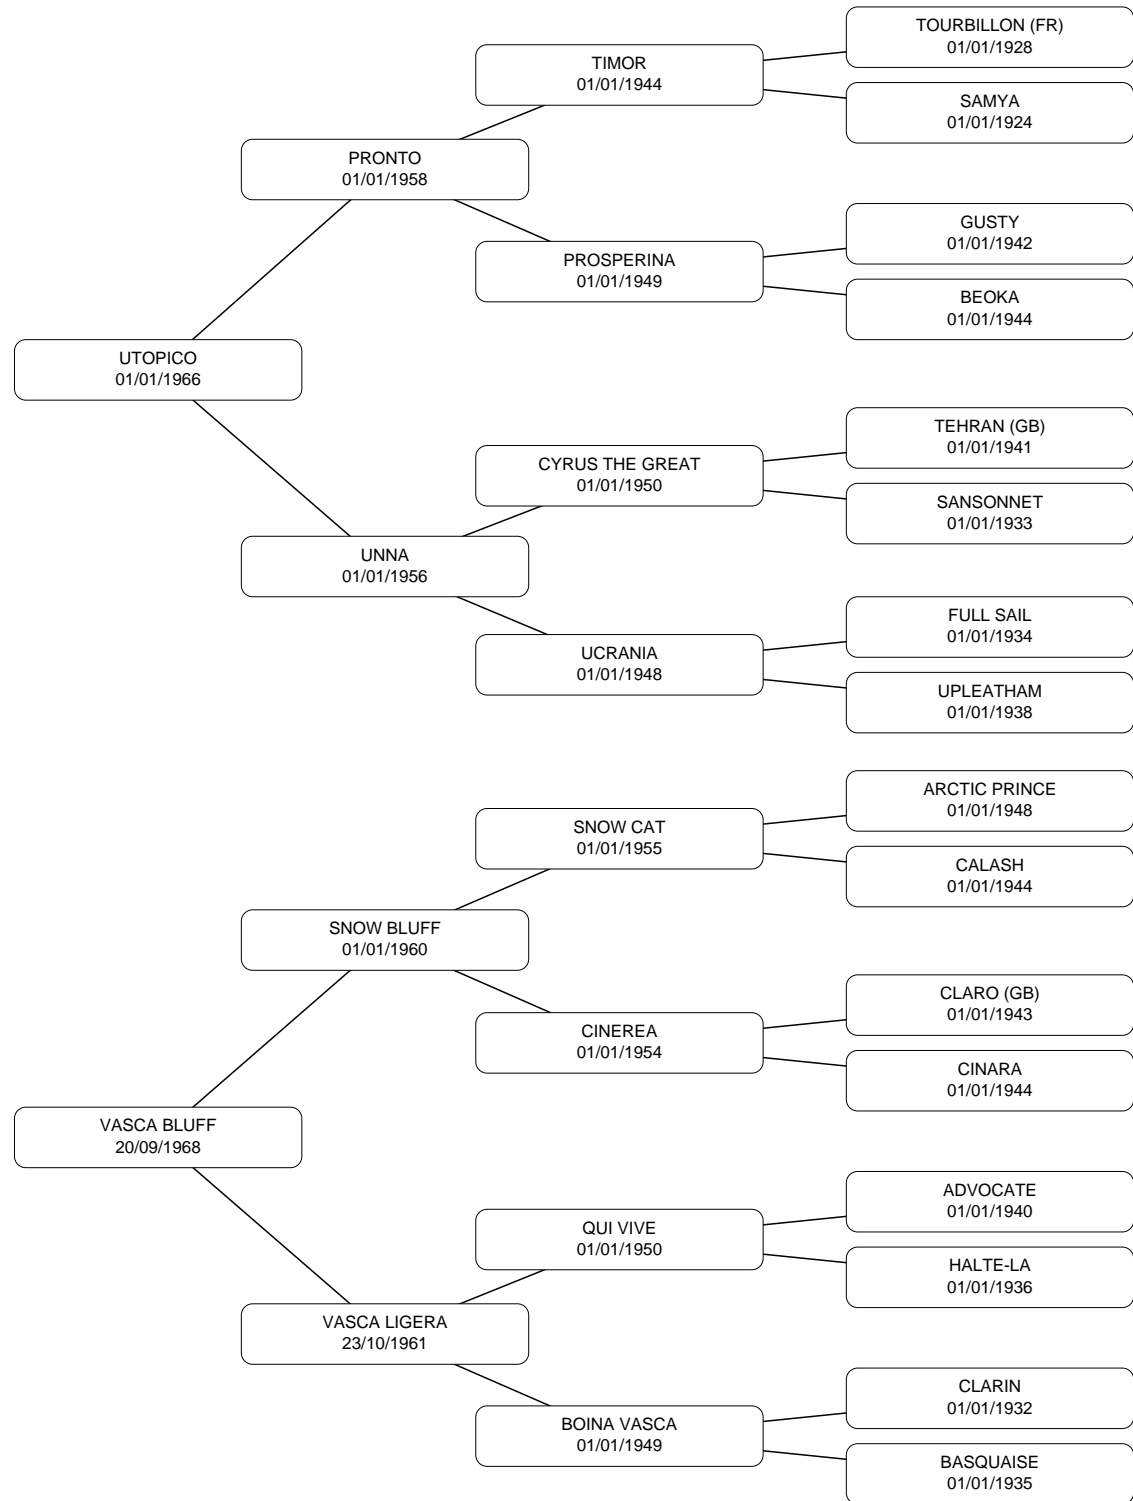 TOURBILLON (FR)
01/01/1928
TIMOR
01/01/1944
SAMYA
01/01/1924
PRONTO
01/01/1958
GUSTY
01/01/1942
PROSPERINA
01/01/1949
BEOKA
01/01/1944
UTOPICO
01/01/1966
TEHRAN (GB)
01/01/1941
CYRUS THE GREAT
01/01/1950
SANSONNET
01/01/1933
UNNA
01/01/1956
FULL SAIL
01/01/1934
UCRANIA
01/01/1948
UPLEATHAM
01/01/1938
ARCTIC PRINCE
01/01/1948
SNOW CAT
01/01/1955
CALASH
01/01/1944
SNOW BLUFF
01/01/1960
CLARO (GB)
01/01/1943
CINEREA
01/01/1954
CINARA
01/01/1944
VASCA BLUFF
20/09/1968
ADVOCATE
01/01/1940
QUI VIVE
01/01/1950
HALTE-LA
01/01/1936
VASCA LIGERA
23/10/1961
CLARIN
01/01/1932
BOINA VASCA
01/01/1949
BASQUAISE
01/01/1935